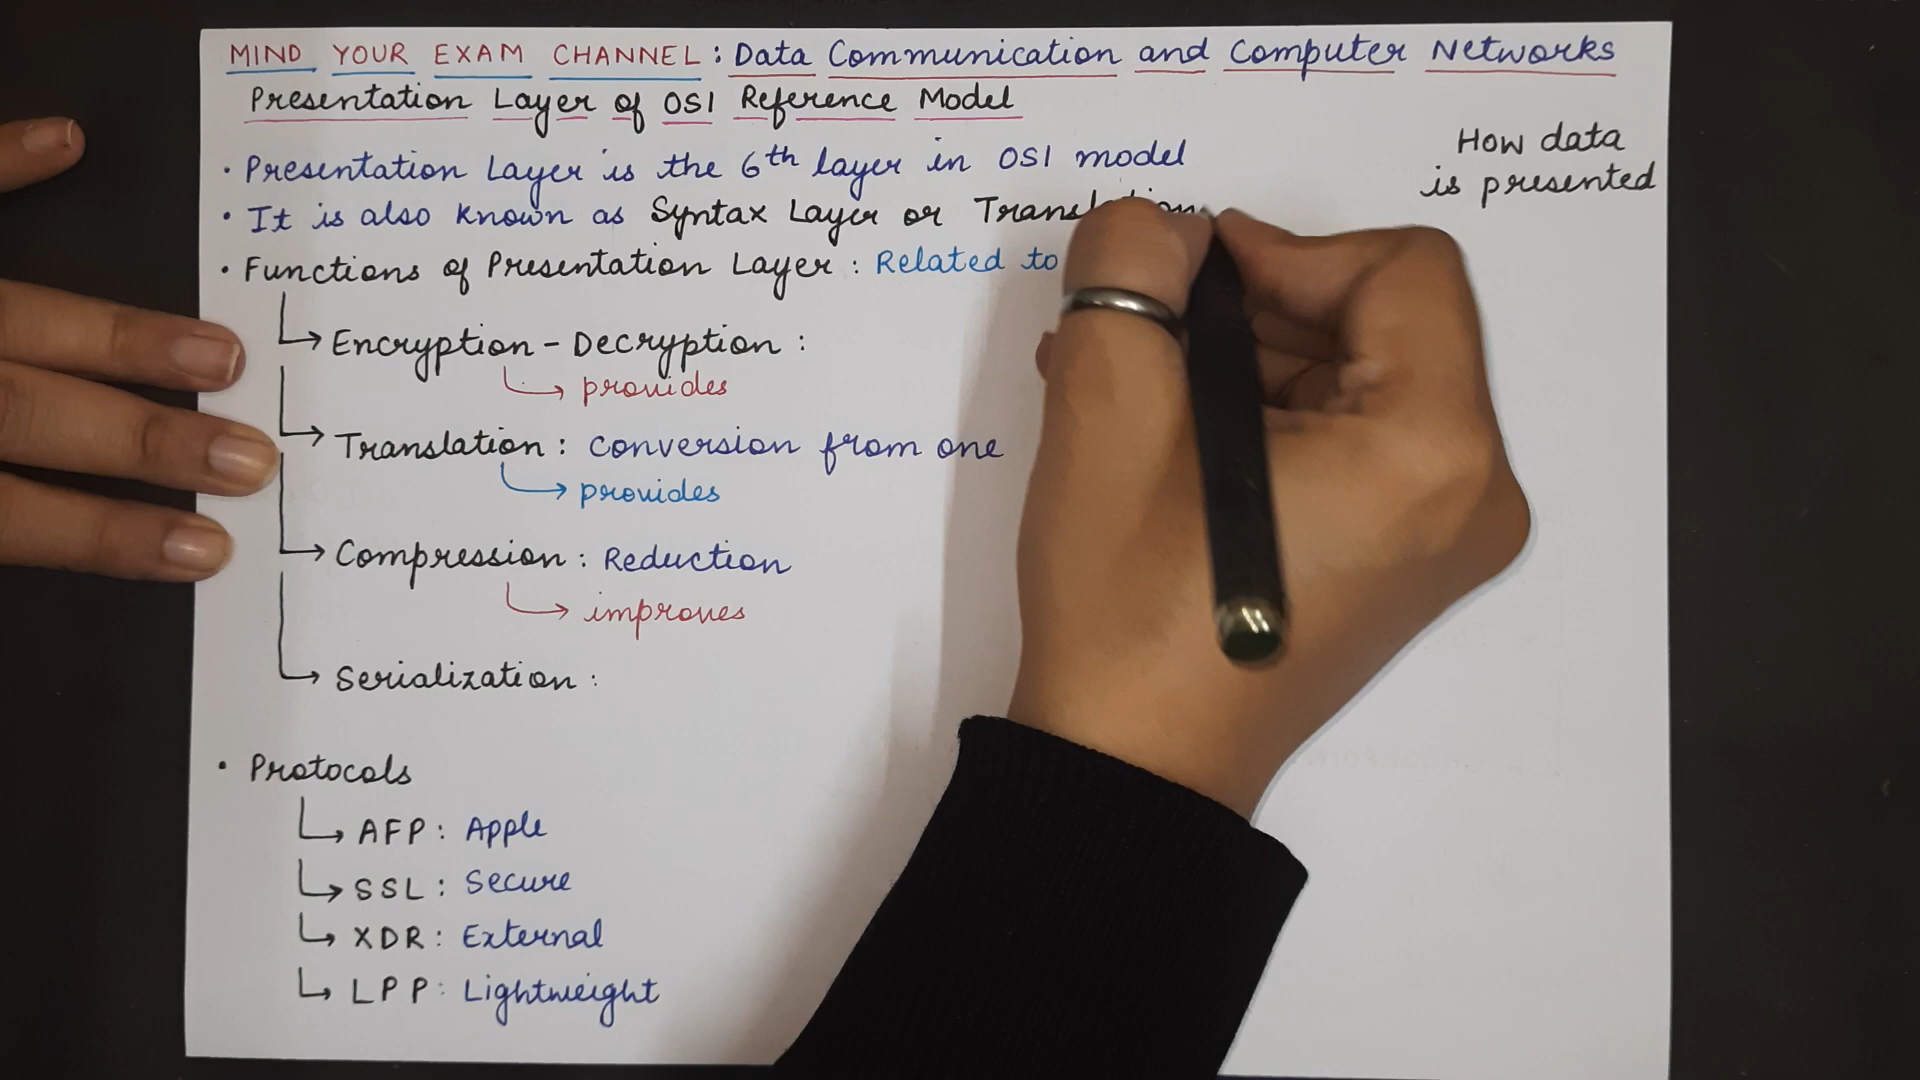 MIND YOUR EXAM CHANNEL: Data Communication and Computer Networks
Presentation Layer of OSI Reference Model
How data
is presented
• Presentation Layer is the 6th layer in OSI model
• It is also known as Syntax Layer or Translation
• Functions of Presentation Layer: Related to
Encryption - Decryption:
provides
Translation: conversion from one
provides
Compression: Reduction
improves
Serialization:
• Protocols
AFP: Apple
SSL: Secure
XDR: External
LPP: Lightweight